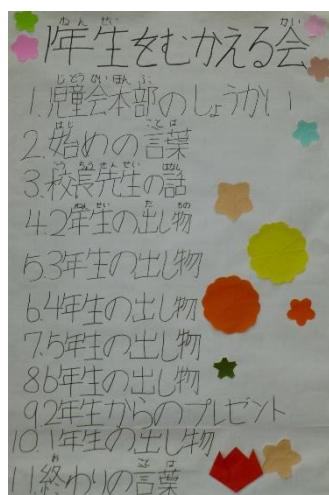 1年生をむかえる会
1.児童会本部のしょうかい
2.始めの言葉
3.校長先生の話
4.2年生の出し物
5.3年生の出し物
6.4年生の出し物
7.5年生の出し物
8.6年生の出し物
9.2年生からのプレゼント
10.1年生の出し物
11.終わりの言葉